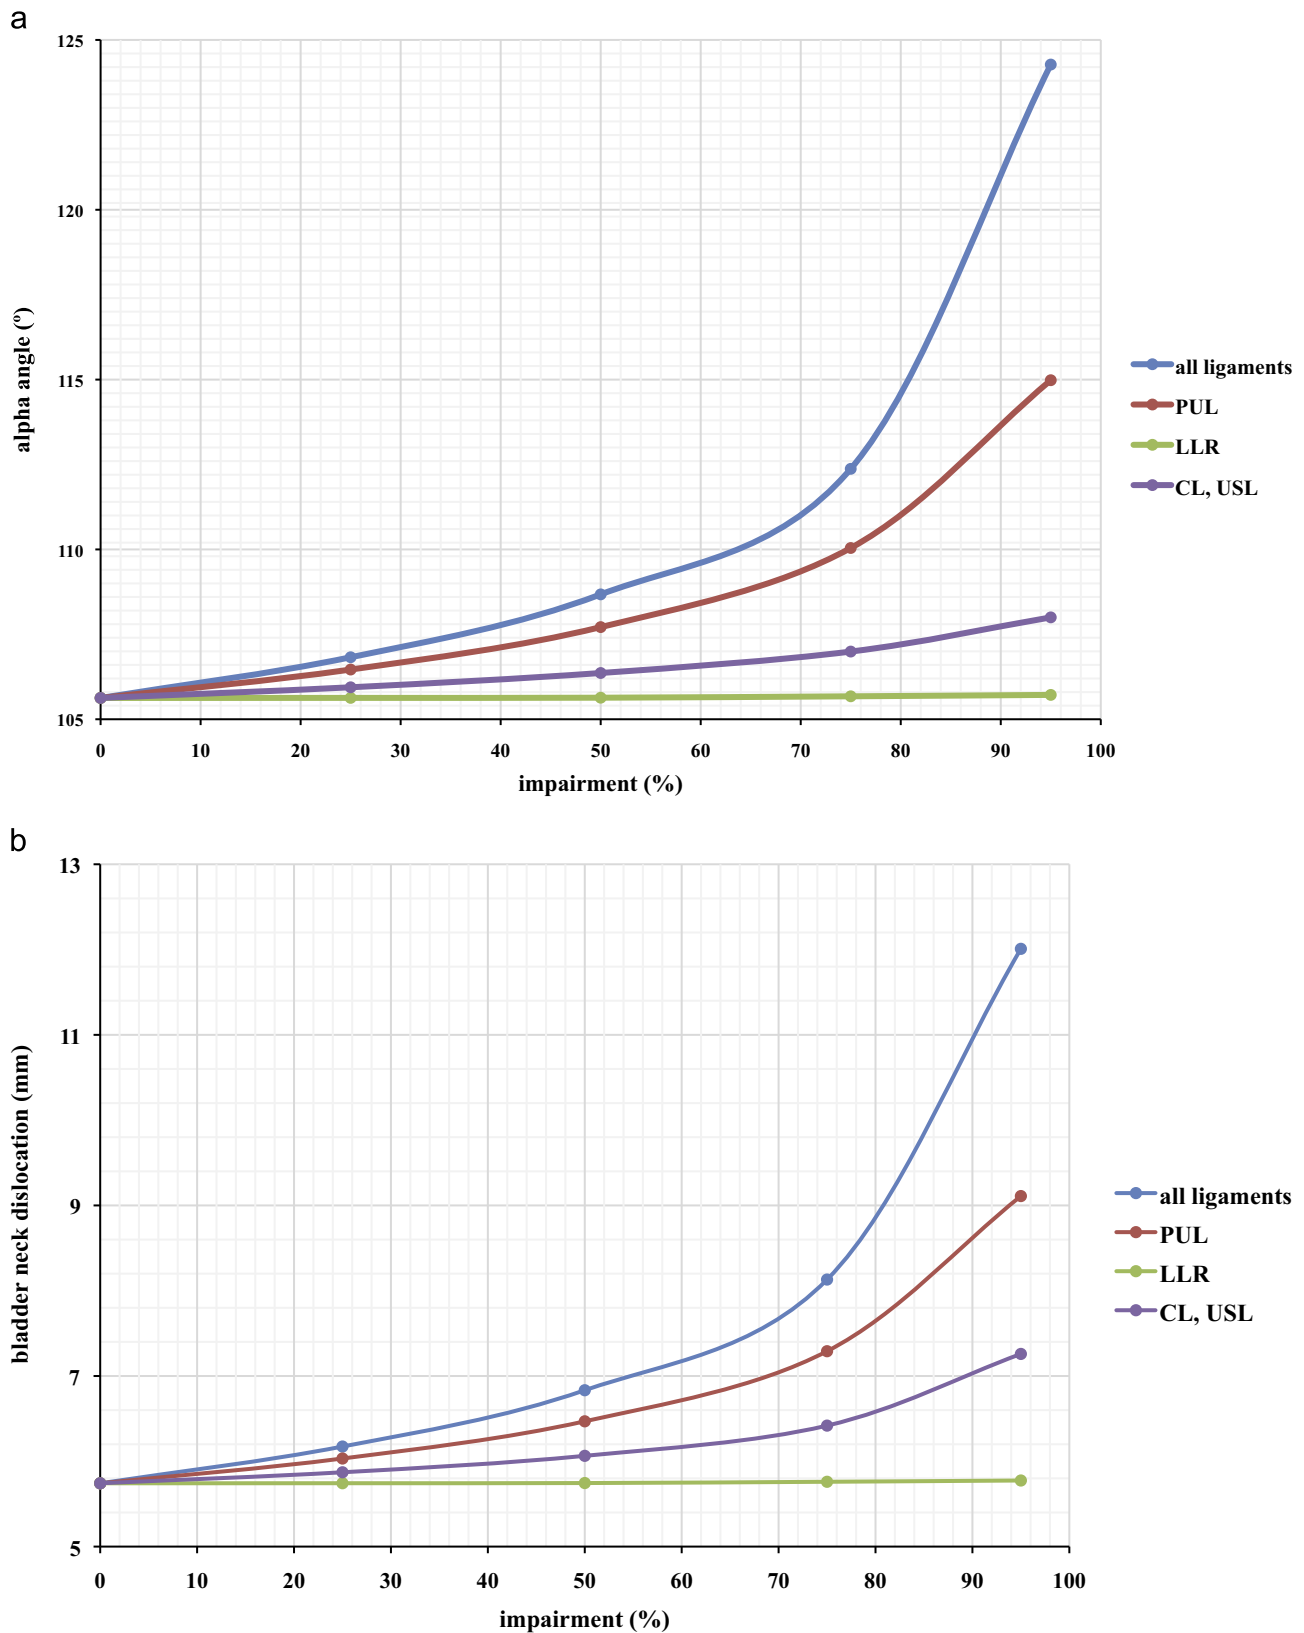 a
125
120
115
110
105
0 10 20 30 40 50 60 70 80 90 100
alpha angle (º)
impairment (%)
all ligaments
PUL
LLR
CL, USL
b
13
11
9
7
5
0 10 20 30 40 50 60 70 80 90 100
bladder neck dislocation (mm)
impairment (%)
all ligaments
PUL
LLR
CL, USL